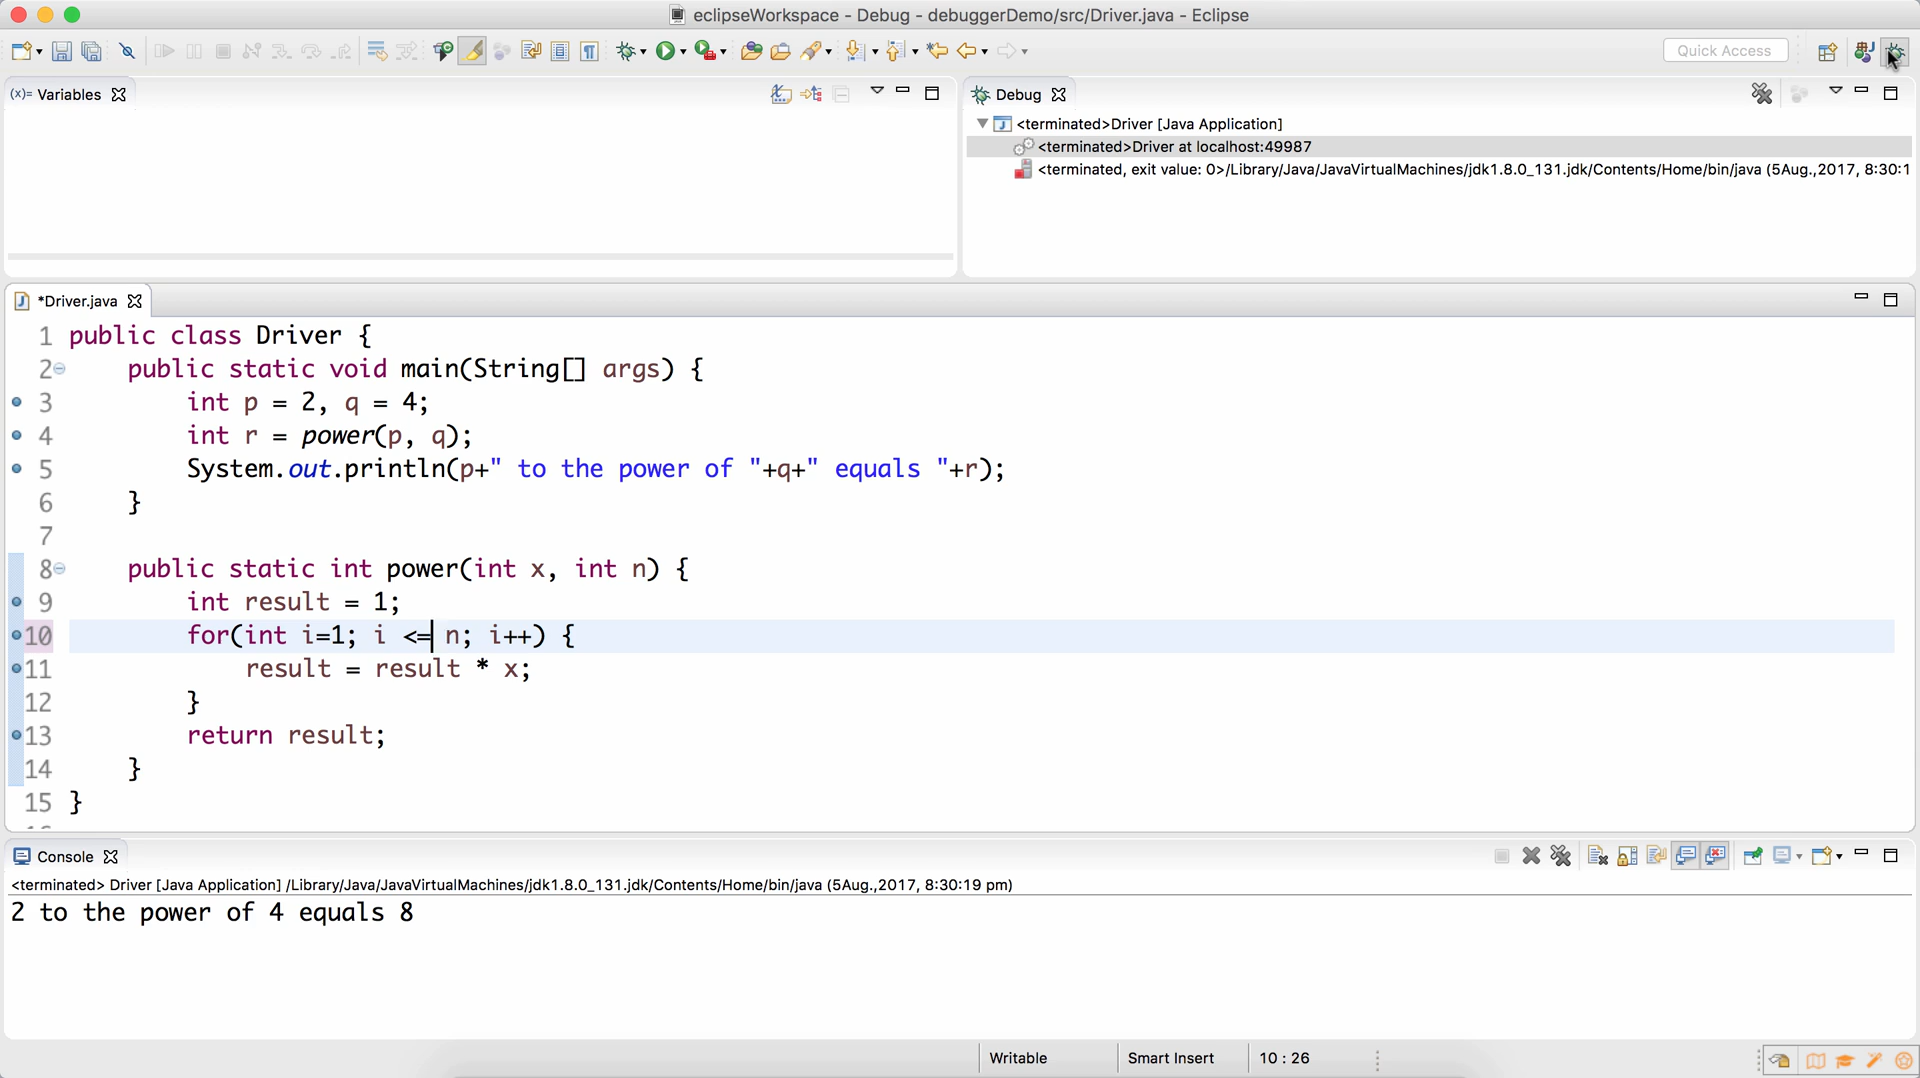 eclipseWorkspace - Debug - debuggerDemo/src/Driver.java - Eclipse
Quick Access
(x)= Variables
Debug
<terminated>Driver [Java Application]
<terminated>Driver at localhost:49987
<terminated, exit value: 0>/Library/Java/JavaVirtualMachines/jdk1.8.0_131.jdk/Contents/Home/bin/java (5Aug.,2017, 8:30:1
*Driver.java
1 public class Driver {
2 public static void main(String[] args) {
3 int p = 2, q = 4;
4 int r = power(p, q);
5 System.out.println(p+" to the power of "+q+" equals "+r);
6 }
7
8 public static int power(int x, int n) {
9 int result = 1;
10 for(int i=1; i <= n; i++) {
11 result = result * x;
12 }
13 return result;
14 }
15 }
Console
<terminated> Driver [Java Application] /Library/Java/JavaVirtualMachines/jdk1.8.0_131.jdk/Contents/Home/bin/java (5Aug.,2017, 8:30:19 pm)
2 to the power of 4 equals 8
Writable
Smart Insert
10 : 26